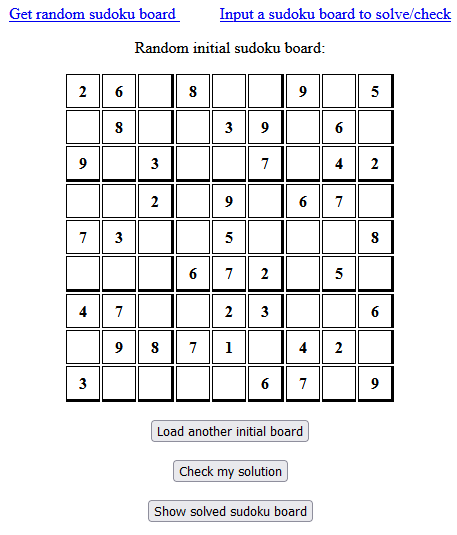 Get random sudoku board Input a sudoku board to solve/check
Random initial sudoku board:
2 6 8 9 5
8 3 9 6
9 3 7 4 2
2 9 6 7
7 3 5 8
6 7 2 5
4 7 2 3 6
9 8 7 1 4 2
3 6 7 9
Load another initial board
Check my solution
Show solved sudoku board